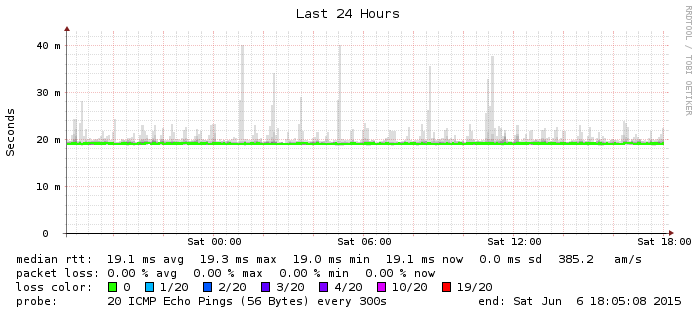 Last 24 Hours
RRDTOOL / TOBI OETIKER
Seconds
40 m
30 m
20 m
10 m
0
Sat 00:00 Sat 06:00 Sat 12:00 Sat 18:00
median rtt: 19.1 ms avg 19.3 ms max 19.0 ms min 19.1 ms now 0.0 ms sd 385.2 am/s
packet loss: 0.00 % avg 0.00 % max 0.00 % min 0.00 % now
loss color: 0 1/20 2/20 3/20 4/20 10/20 19/20
probe: 20 ICMP Echo Pings (56 Bytes) every 300s end: Sat Jun 6 18:05:08 2015